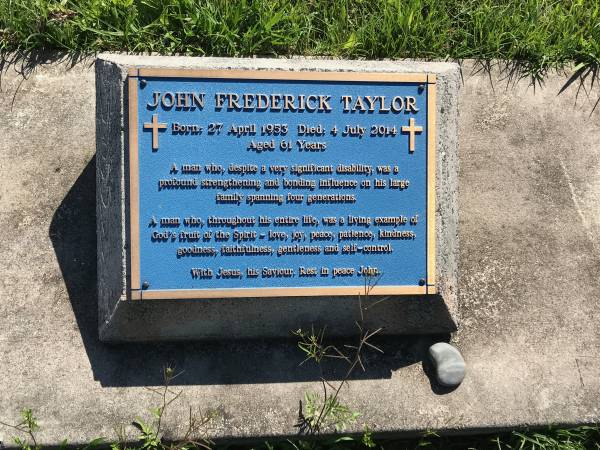 JOHN FREDERICK TAYLOR
Born: 27 April 1953 Died: 4 July 2014
Aged 61 Years
A man who, despite a very significant disability, was a
profound strengthening and bonding influence on his large
family spanning four generations.
A man who, throughout his entire life, was a living example of
God's fruit of the Spirit - love, joy, peace, patience, kindness,
goodness, faithfulness, gentleness and self-control.
With Jesus, his Saviour. Rest in peace John.